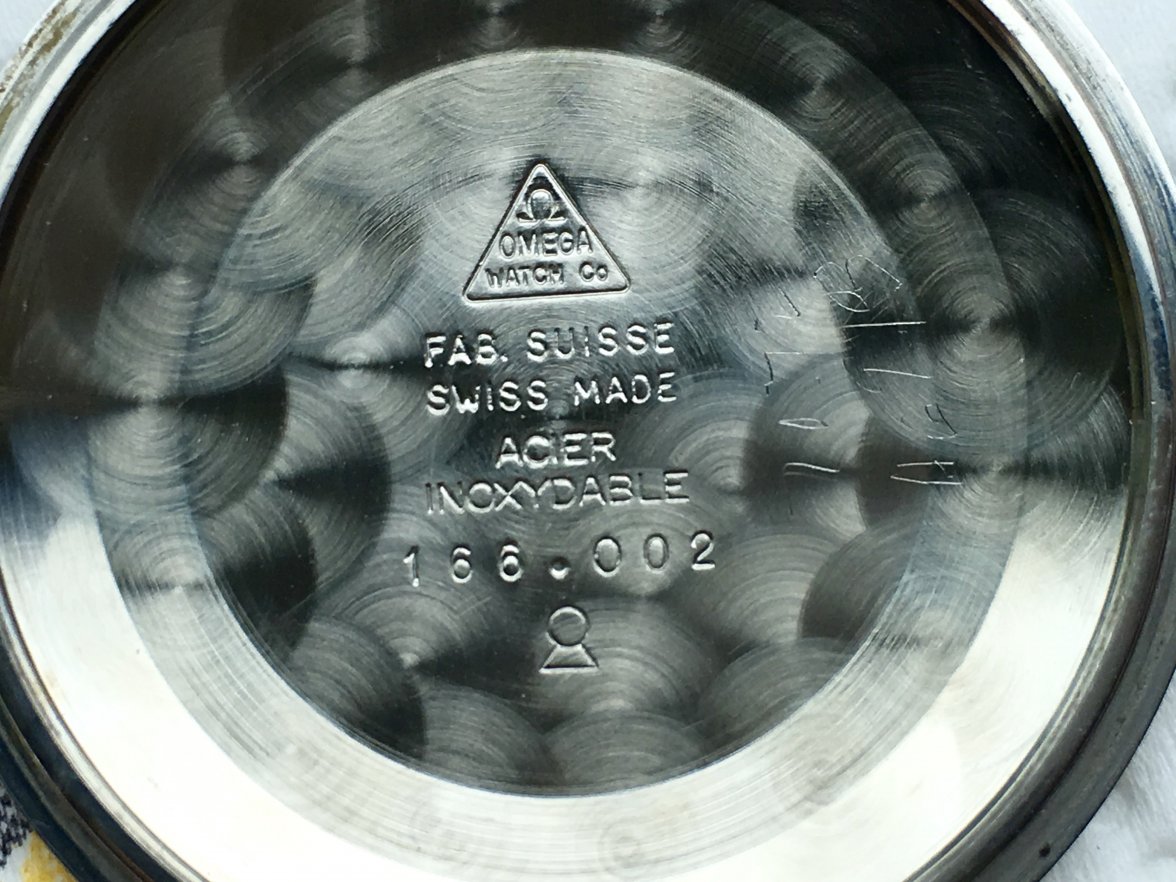 Ω
OMEGA
WATCH Co
FAB. SUISSE
SWISS MADE
ACIER
INOXYDABLE
166.002